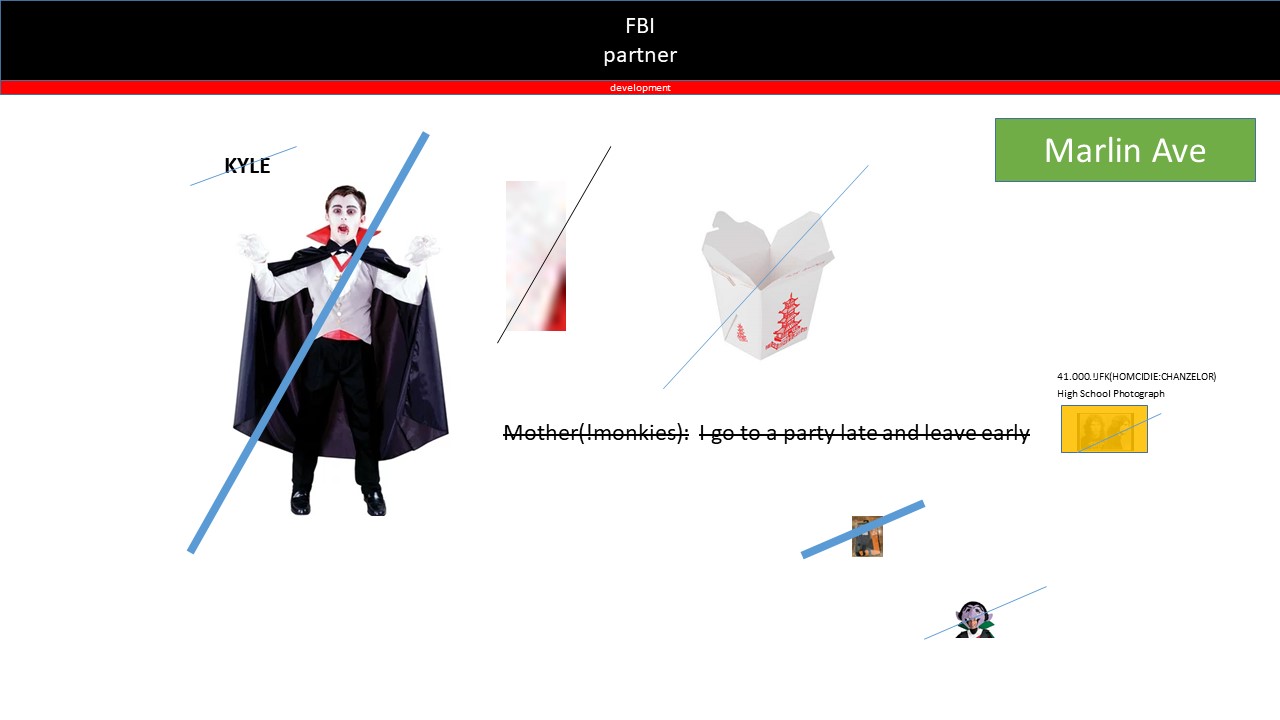 FBI
partner
development
Marlin Ave
KYLE
41.000.!JFK(HOMCIDIE:CHANZELOR)
High School Photograph
Mother(!monkies):  I go to a party late and leave early